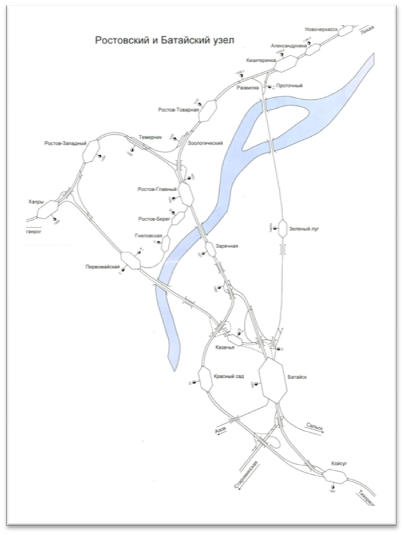 Ростовский и Батайский узел
Новочеркасск
Александровка
Кизитеринка
Развилка
Проточный
Ростов-Товарная
Темерник
Зоологический
Ростов-Западный
Ростов-Главный
Хапры
Ростов-Берег
Гниловская
Заречная
Зеленый луг
Первомайская
Казачья
Красный сад
Батайск
Азов
Сальск
Староминская
Койсуг